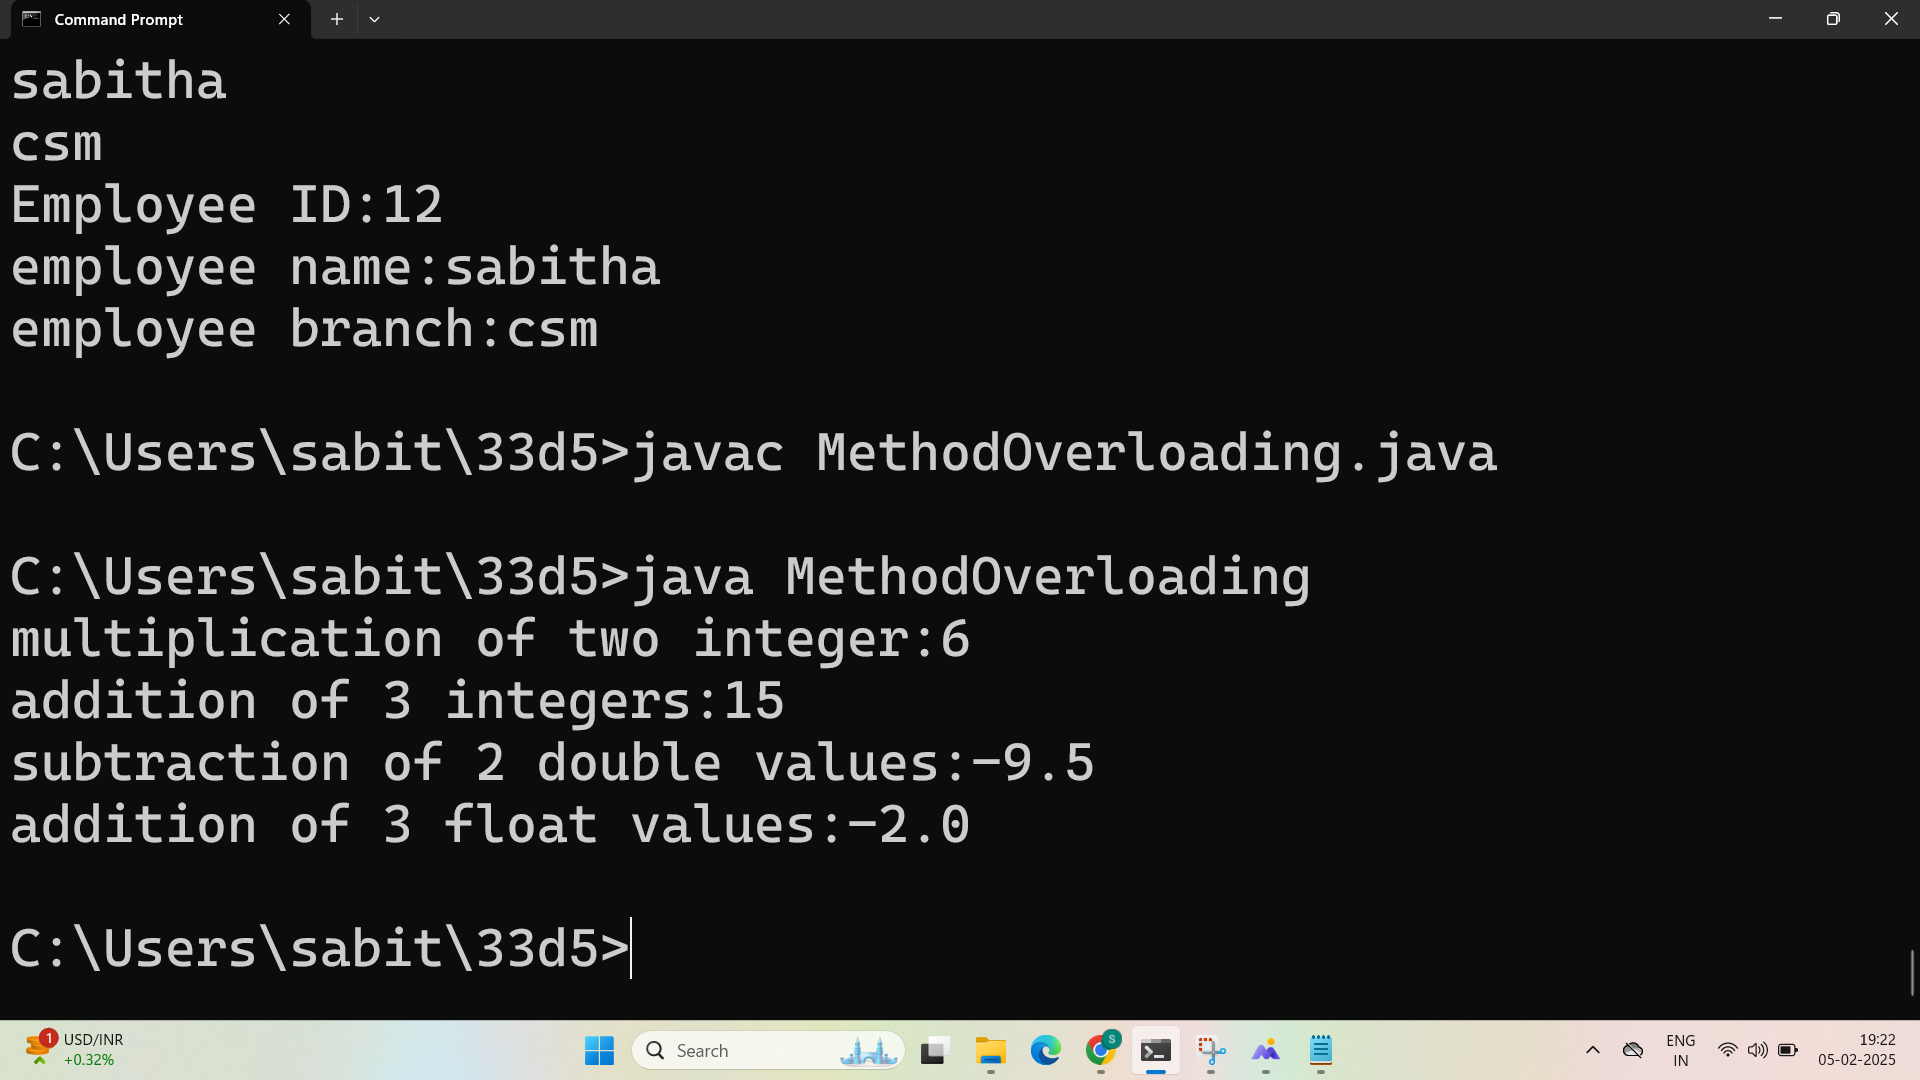 Command Prompt
sabitha
csm
Employee ID:12
employee name:sabitha
employee branch:csm
C:\Users\sabit\33d5>javac MethodOverloading.java
C:\Users\sabit\33d5>java MethodOverloading
multiplication of two integer:6
addition of 3 integers:15
subtraction of 2 double values:-9.5
addition of 3 float values:-2.0
C:\Users\sabit\33d5>
1
USD/INR
+0.32%
Search
S
ENG
IN
19:22
05-02-2025